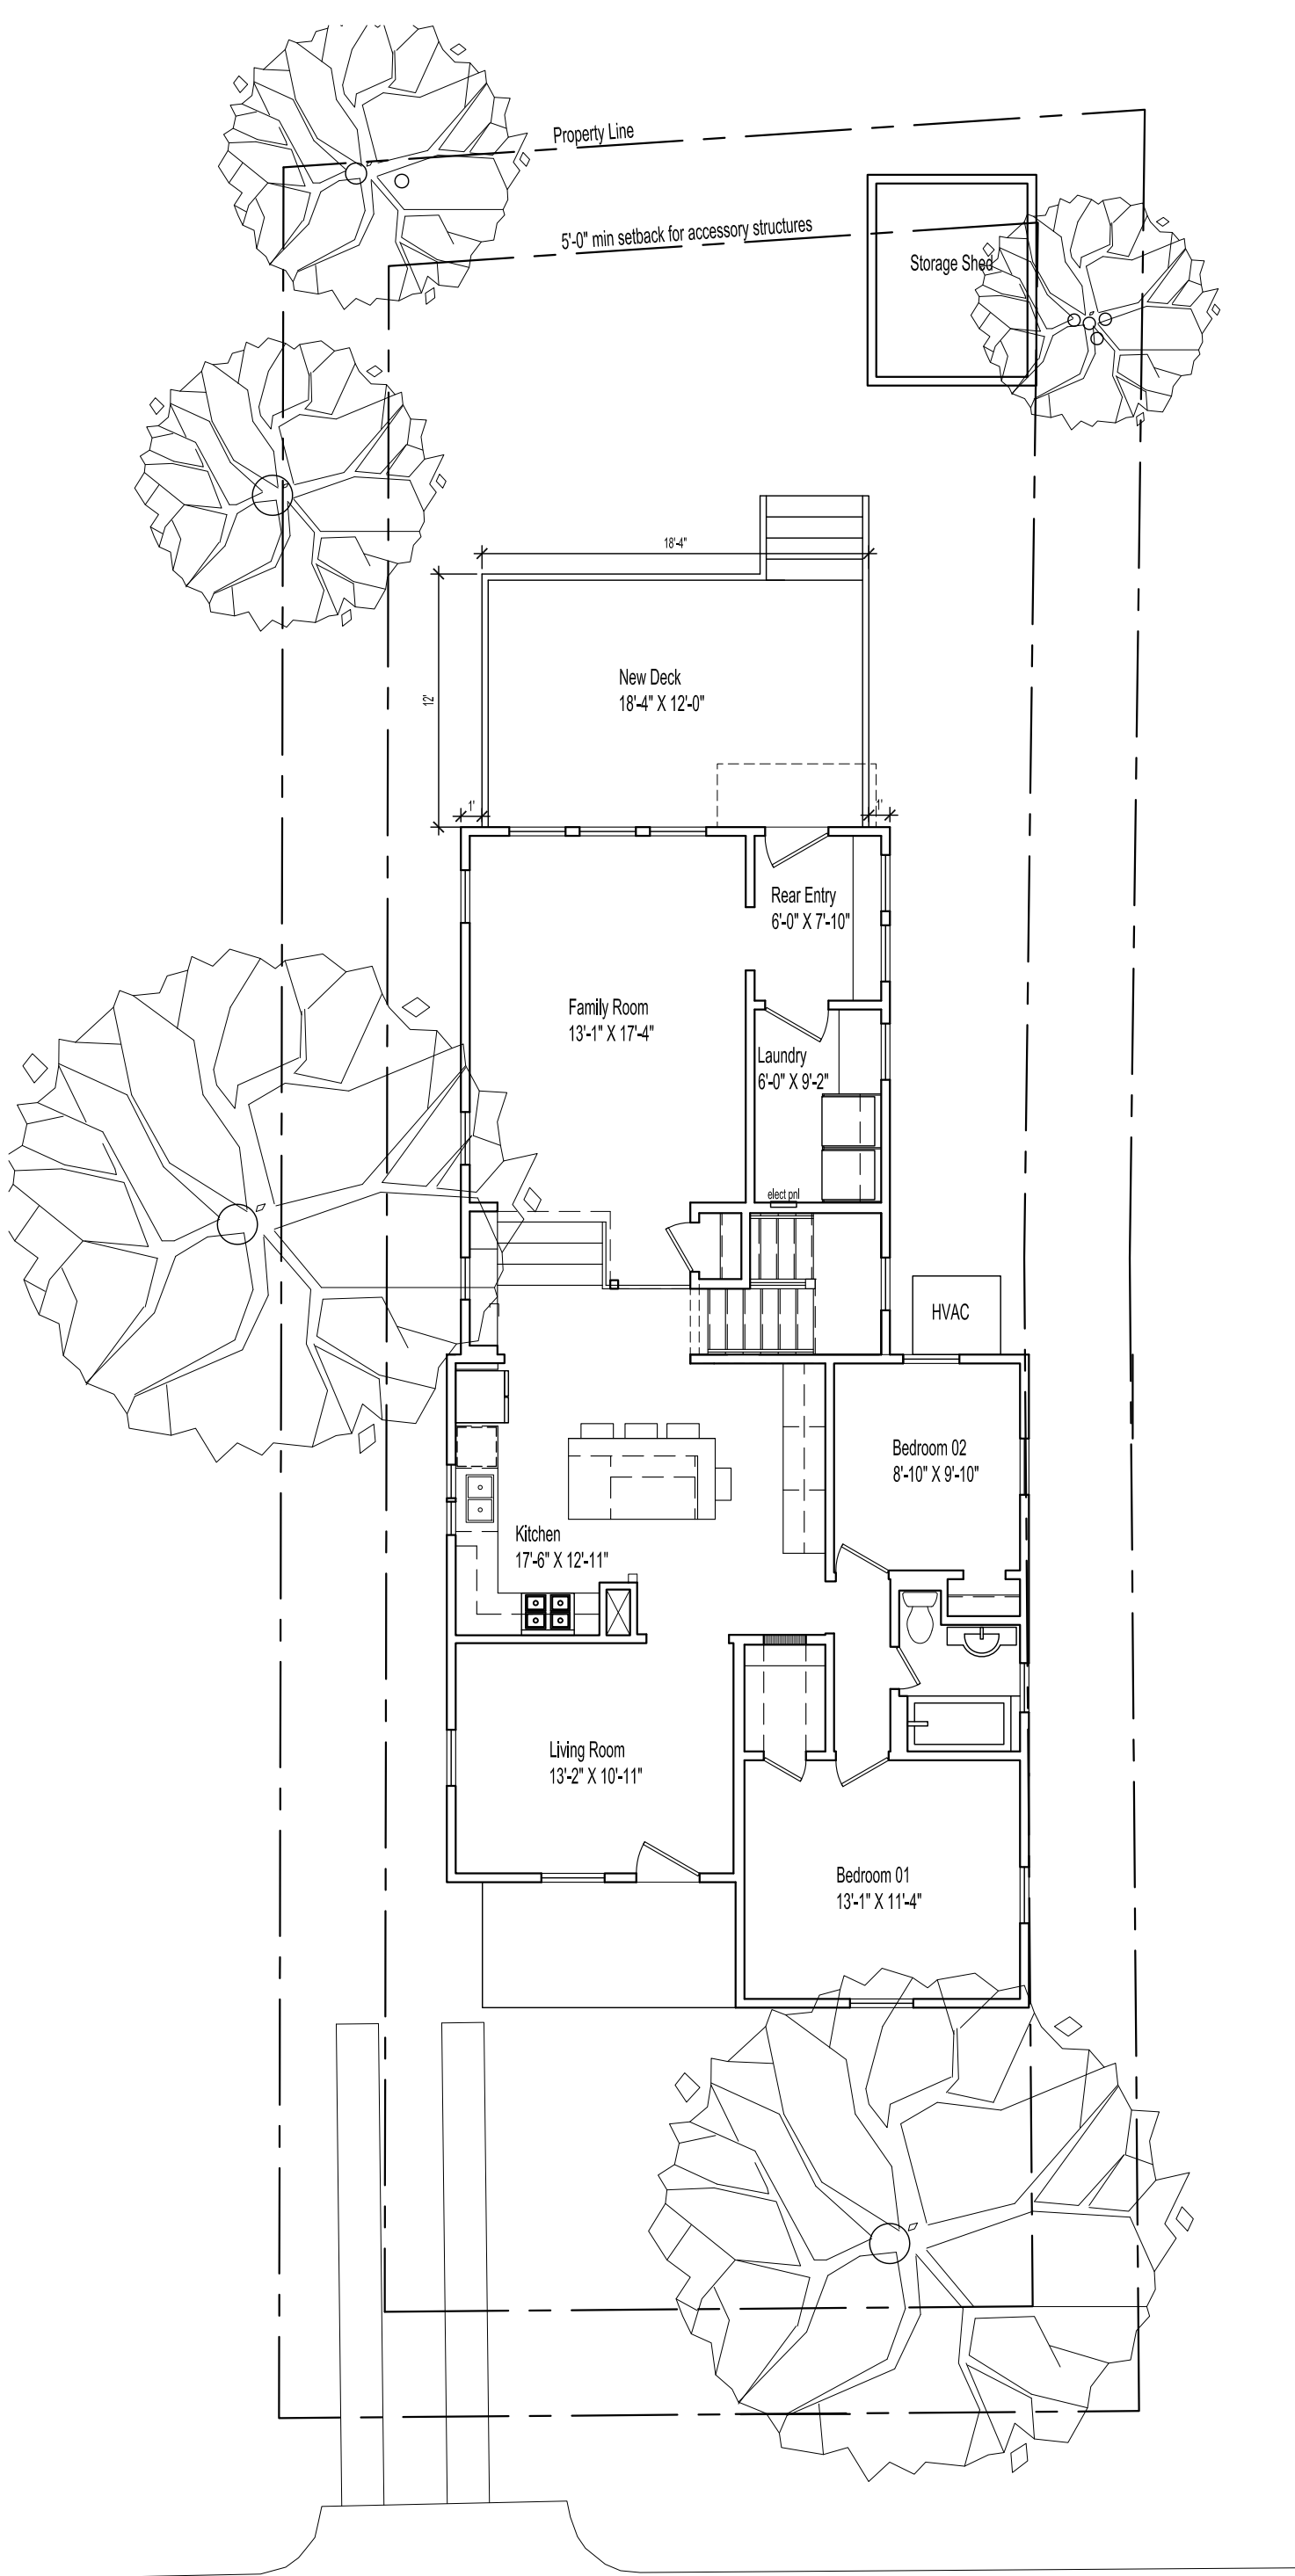 Property Line
5'-0" min setback for accessory structures
Storage Shed
18'-4"
12'
New Deck
18'-4" X 12'-0"
1'
1'
Rear Entry
6'-0" X 7'-10"
Family Room
13'-1" X 17'-4"
Laundry
6'-0" X 9'-2"
elect pnl
HVAC
Bedroom 02
8'-10" X 9'-10"
Kitchen
17'-6" X 12'-11"
Living Room
13'-2" X 10'-11"
Bedroom 01
13'-1" X 11'-4"